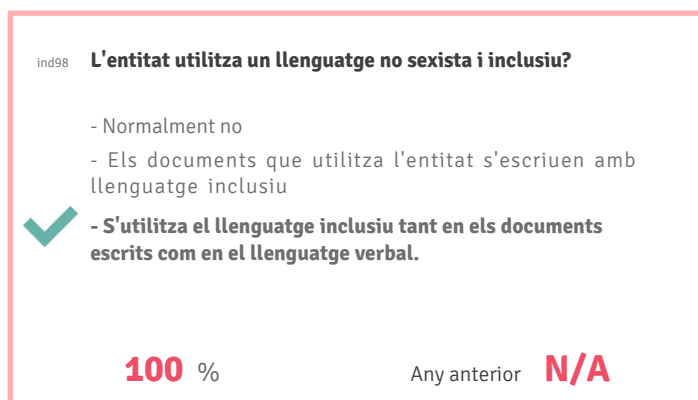 ind98 L'entitat utilitza un llenguatge no sexista i inclusiu?
- Normalment no
- Els documents que utilitza l'entitat s'escriuen amb
llenguatge inclusiu
- S'utilitza el llenguatge inclusiu tant en els documents
escrits com en el llenguatge verbal.
100 % Any anterior N/A